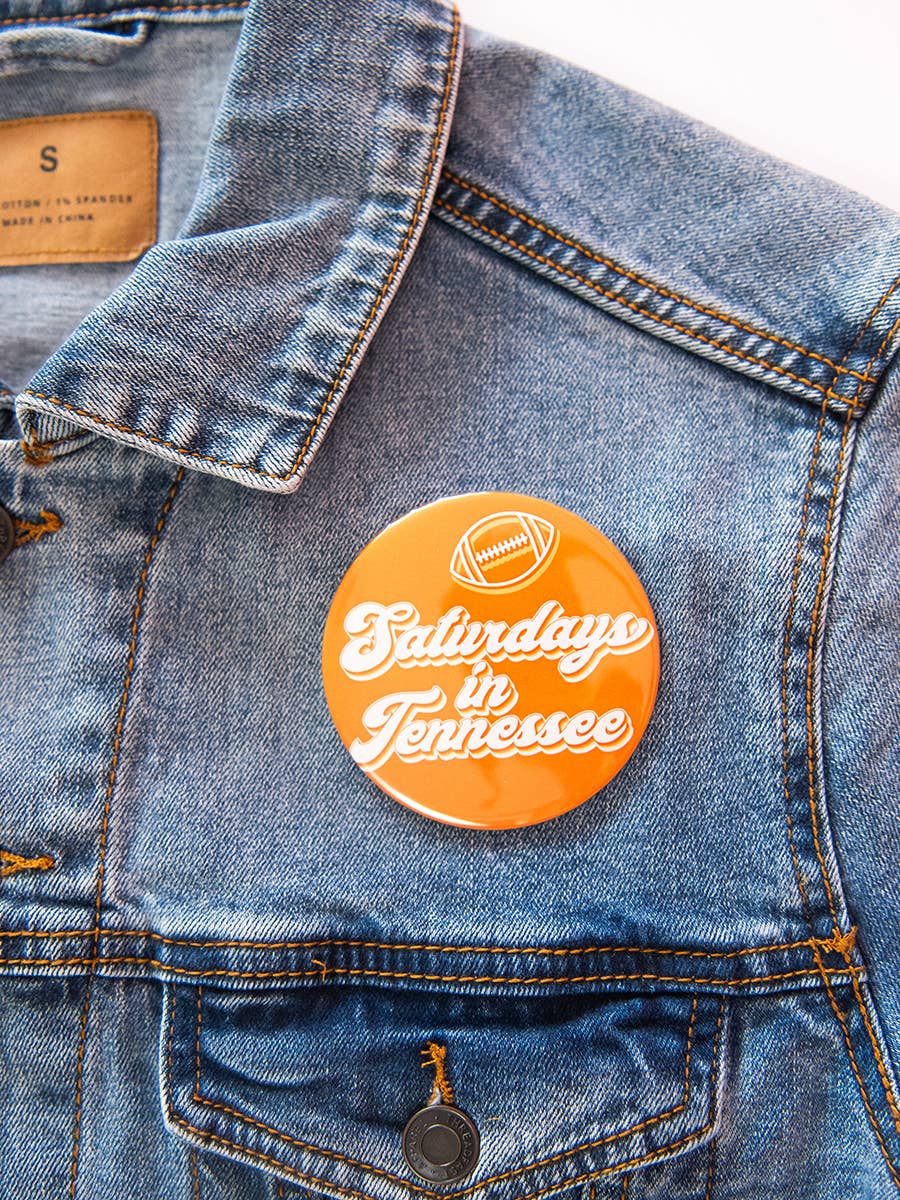 S
COTTON / 1% SPANDEX
MADE IN CHINA
Saturdays
in
Tennessee